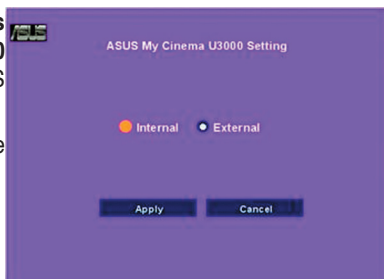 s
ASUS
)
ASUS My Cinema U3000 Setting
s
Internal External
e
Apply Cancel